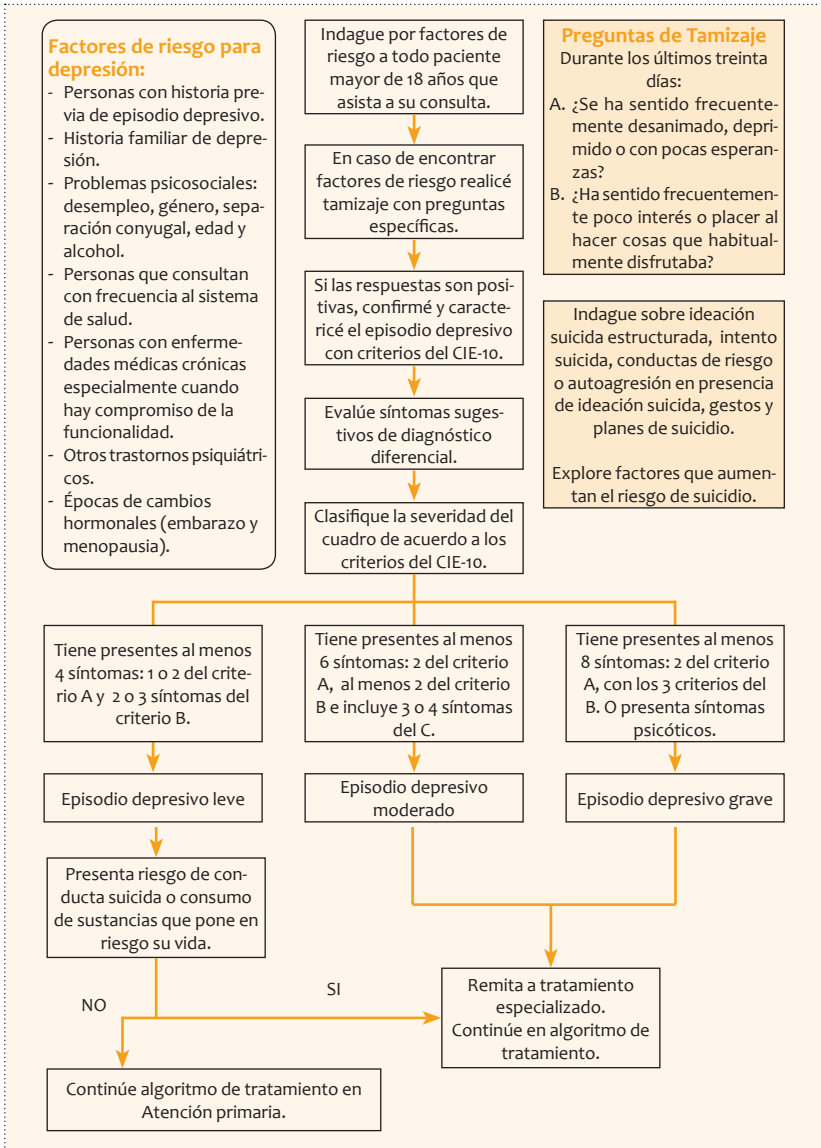 Factores de riesgo para
depresión:
- Personas con historia pre-
via de episodio depresivo.
- Historia familiar de depre-
sión.
- Problemas psicosociales:
desempleo, género, sepa-
ración conyugal, edad y
alcohol.
- Personas que consultan
con frecuencia al sistema
de salud.
- Personas con enferme-
dades médicas crónicas
especialmente cuando
hay compromiso de la
funcionalidad.
- Otros trastornos psiquiátri-
cos.
- Épocas de cambios
hormonales (embarazo y
menopausia).
Indague por factores de
riesgo a todo paciente
mayor de 18 años que
asista a su consulta.
En caso de encontrar
factores de riesgo realicé
tamizaje con preguntas
específicas.
Si las respuestas son posi-
tivas, confirmé y caracte-
ricé el episodio depresivo
con criterios del CIE-10.
Evalúe síntomas suges-
tivos de diagnóstico
diferencial.
Clasifique la severidad del
cuadro de acuerdo a los
criterios del CIE-10.
Preguntas de Tamizaje
Durante los últimos treinta
días:
A. ¿Se ha sentido frecuente-
mente desanimado, depri-
mido o con pocas esperan-
zas?
B. ¿Ha sentido frecuentemen-
te poco interés o placer al
hacer cosas que habitual-
mente disfrutaba?
Indague sobre ideación
suicida estructurada, intento
suicida, conductas de riesgo
o autoagresión en presencia
de ideación suicida, gestos y
planes de suicidio.
Explore factores que aumen-
tan el riesgo de suicidio.
Tiene presentes al menos
4 síntomas: 1 o 2 del crite-
rio A y 2 o 3 síntomas del
criterio B.
Tiene presentes al menos
6 síntomas: 2 del criterio
A, al menos 2 del criterio
B e incluye 3 o 4 síntomas
del C.
Tiene presentes al menos
8 síntomas: 2 del criterio
A, con los 3 criterios del
B. O presenta síntomas
psicóticos.
Episodio depresivo leve
Episodio depresivo
moderado
Episodio depresivo grave
Presenta riesgo de con-
ducta suicida o consumo
de sustancias que pone en
riesgo su vida.
NO
SI
Remita a tratamiento
especializado.
Continúe en algoritmo de
tratamiento.
Continúe algoritmo de tratamiento en
Atención primaria.